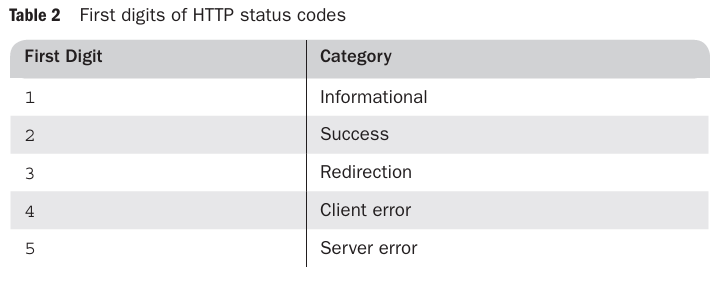 Table 2 First digits of HTTP status codes
First Digit Category
1 Informational
2 Success
3 Redirection
4 Client error
5 Server error